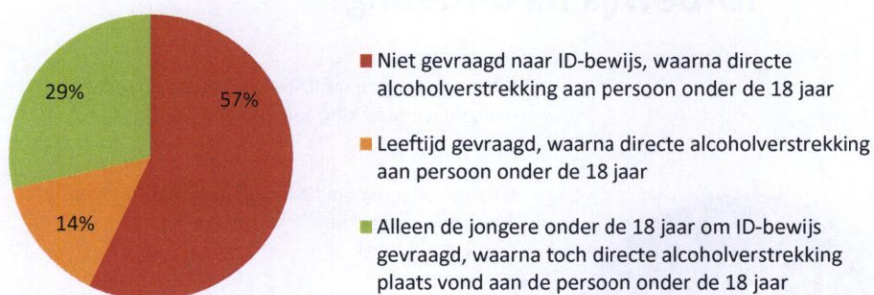 29%
57%
14%
Niet gevraagd naar ID-bewijs, waarna directe
alcoholverstrekking aan persoon onder de 18 jaar
Leeftijd gevraagd, waarna directe alcoholverstrekking
aan persoon onder de 18 jaar
Alleen de jongere onder de 18 jaar om ID-bewijs
gevraagd, waarna toch directe alcoholverstrekking
plaats vond aan de persoon onder de 18 jaar